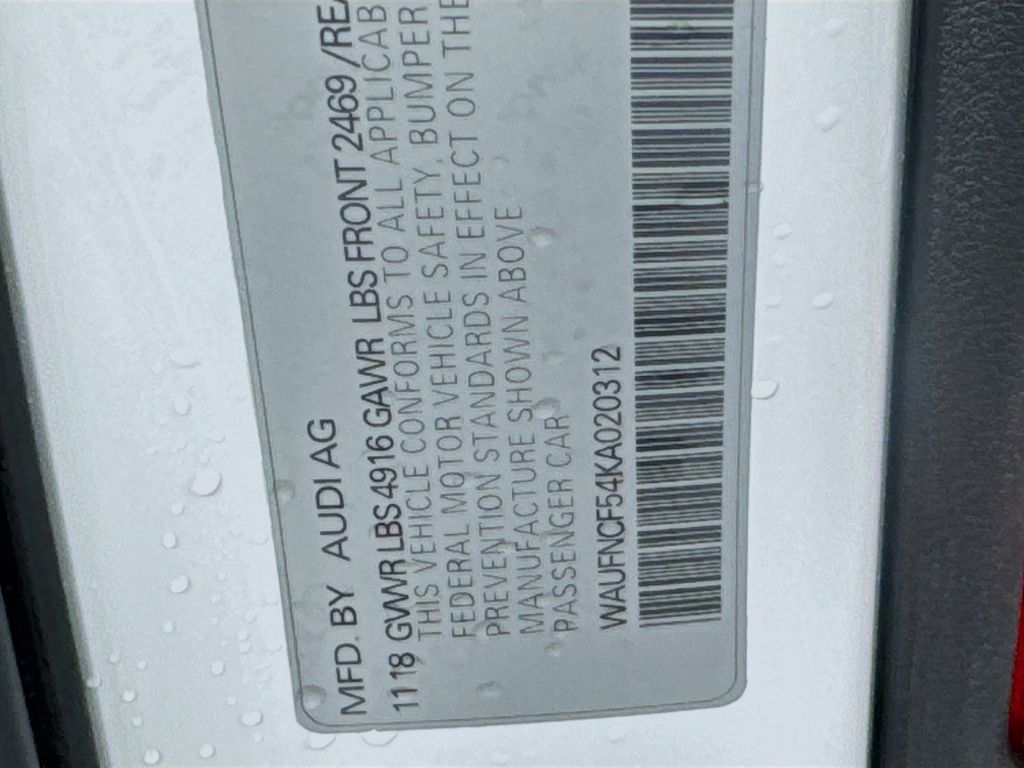 MFD. BY AUDI AG
1118 GVWR LBS 4916 GAWR LBS FRONT 2469 /REA
THIS VEHICLE CONFORMS TO ALL APPLICAB
FEDERAL MOTOR VEHICLE SAFETY, BUMPER
PREVENTION STANDARDS IN EFFECT ON THE
MANUFACTURE SHOWN ABOVE
PASSENGER CAR
WAUFNCF54KA020312